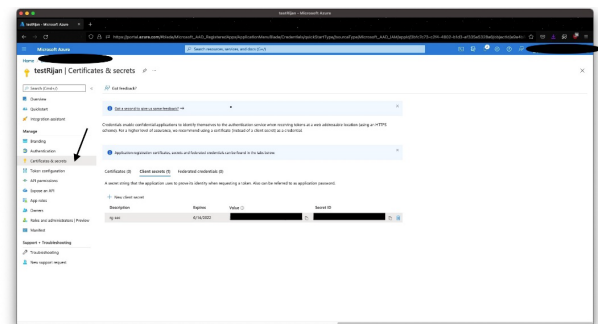 testRijan - Microsoft Azure
testRijan - Microsoft Azure
Microsoft Azure
Search resources, services, and docs (G+/)
Home
testRijan | Certificates & secrets
Search (Cmd+/)
Got feedback?
Overview
Quickstart
Integration assistant
Manage
Branding
Authentication
Certificates & secrets
Token configuration
API permissions
Expose an API
App roles
Owners
Roles and administrators | Preview
Manifest
Support + Troubleshooting
Troubleshooting
New support request
Got a second to give us some feedback?
Credentials enable confidential applications to identify themselves to the authentication service when receiving tokens at a web addressable location (using an HTTPS
scheme). For a higher level of assurance, we recommend using a certificate (instead of a client secret) as a credential.
Application registration certificates, secrets and federated credentials can be found in the tabs below.
Certificates (0) Client secrets (1) Federated credentials (0)
A secret string that the application uses to prove its identity when requesting a token. Also can be referred to as application password.
New client secret
Description Expires Value Secret ID